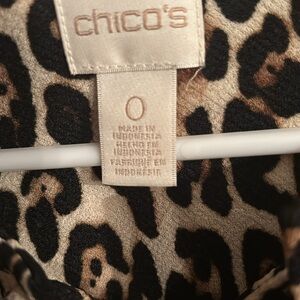 chico's
0
MADE IN
INDONESIA
HECHO EN
INDONESIA
FABRIQUÉ EN
INDONÉSIE